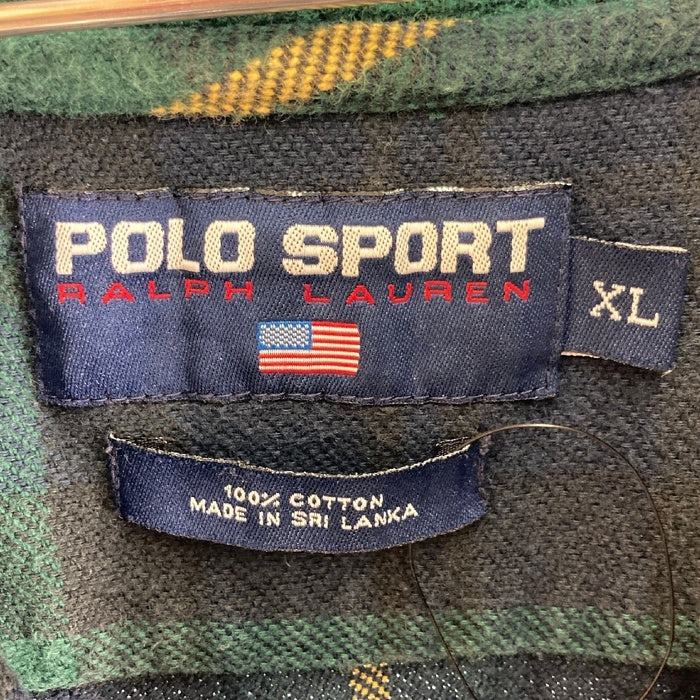 POLO SPORT
RALPH LAUREN
XL
100% COTTON
MADE IN SRI LANKA